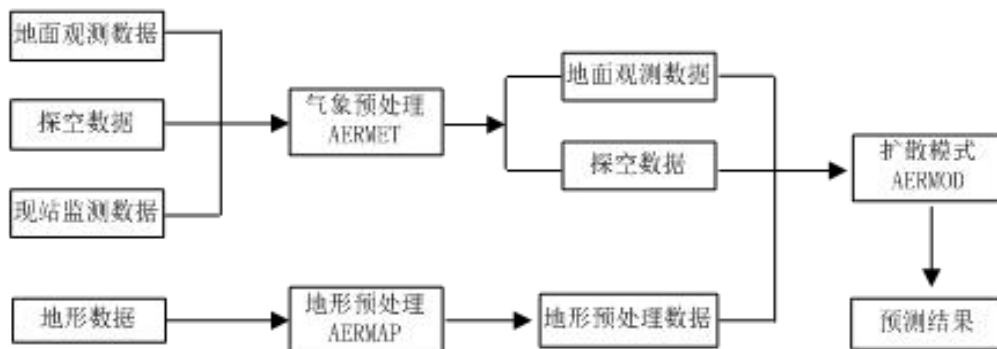 地面观测数据
探空数据
现站监测数据
地形数据
气象预处理
AERMET
地形预处理
AERMAP
地面观测数据
探空数据
地形预处理数据
扩散模式
AERMOD
预测结果